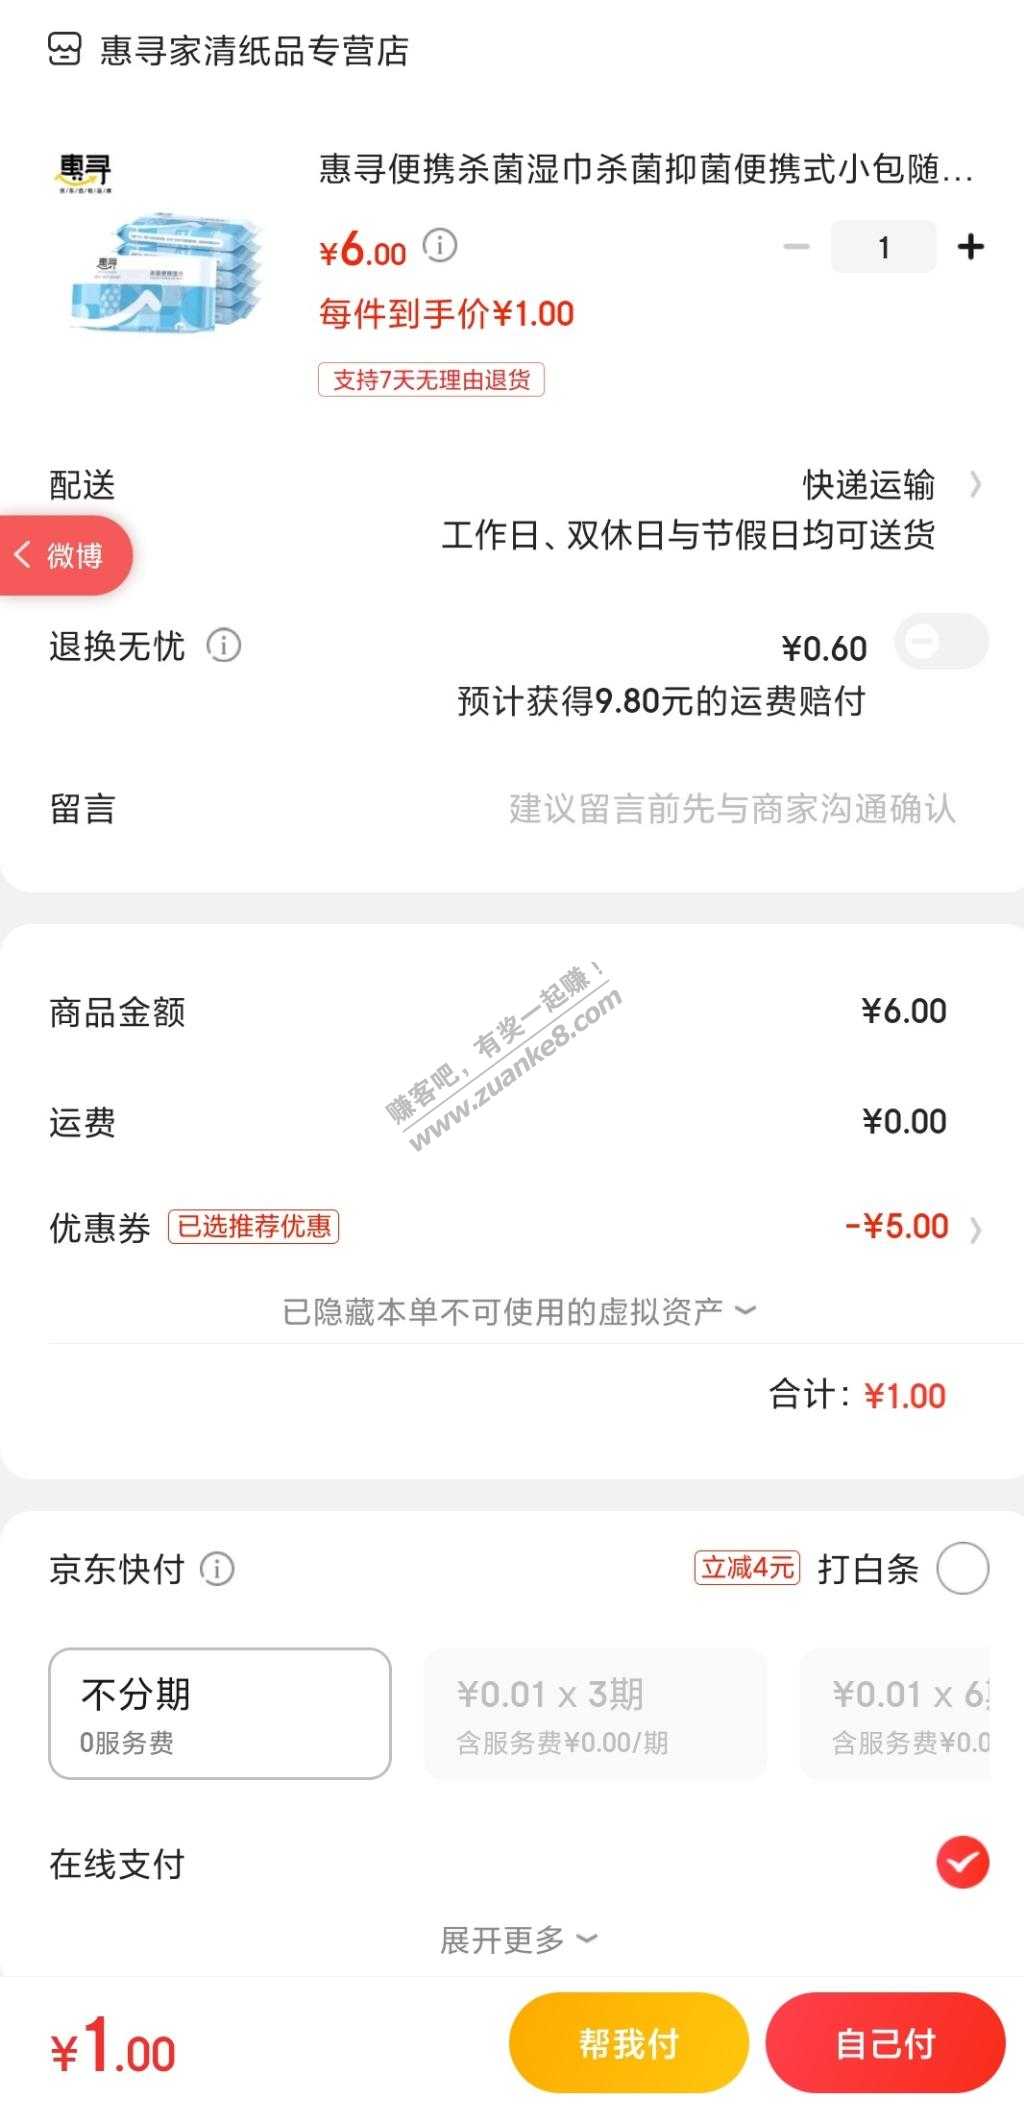 惠寻家清纸品专营店
惠寻
惠寻便携杀菌湿巾杀菌抑菌便携式小包随...
¥6.00
1
每件到手价¥1.00
支持7天无理由退货
惠寻
配送
快递运输
工作日、双休日与节假日均可送货
微博
退换无忧
¥0.60
预计获得9.80元的运费赔付
留言
建议留言前先与商家沟通确认
商品金额
¥6.00
赚客吧，有奖一起赚！
www.zuanke8.com
运费
¥0.00
优惠券 已选推荐优惠
-¥5.00
已隐藏本单不可使用的虚拟资产
合计：¥1.00
京东快付
立减4元 打白条
不分期
0服务费
¥0.01 x 3期
含服务费¥0.00/期
¥0.01 x 6期
含服务费¥0.0
在线支付
展开更多
¥1.00
帮我付
自己付